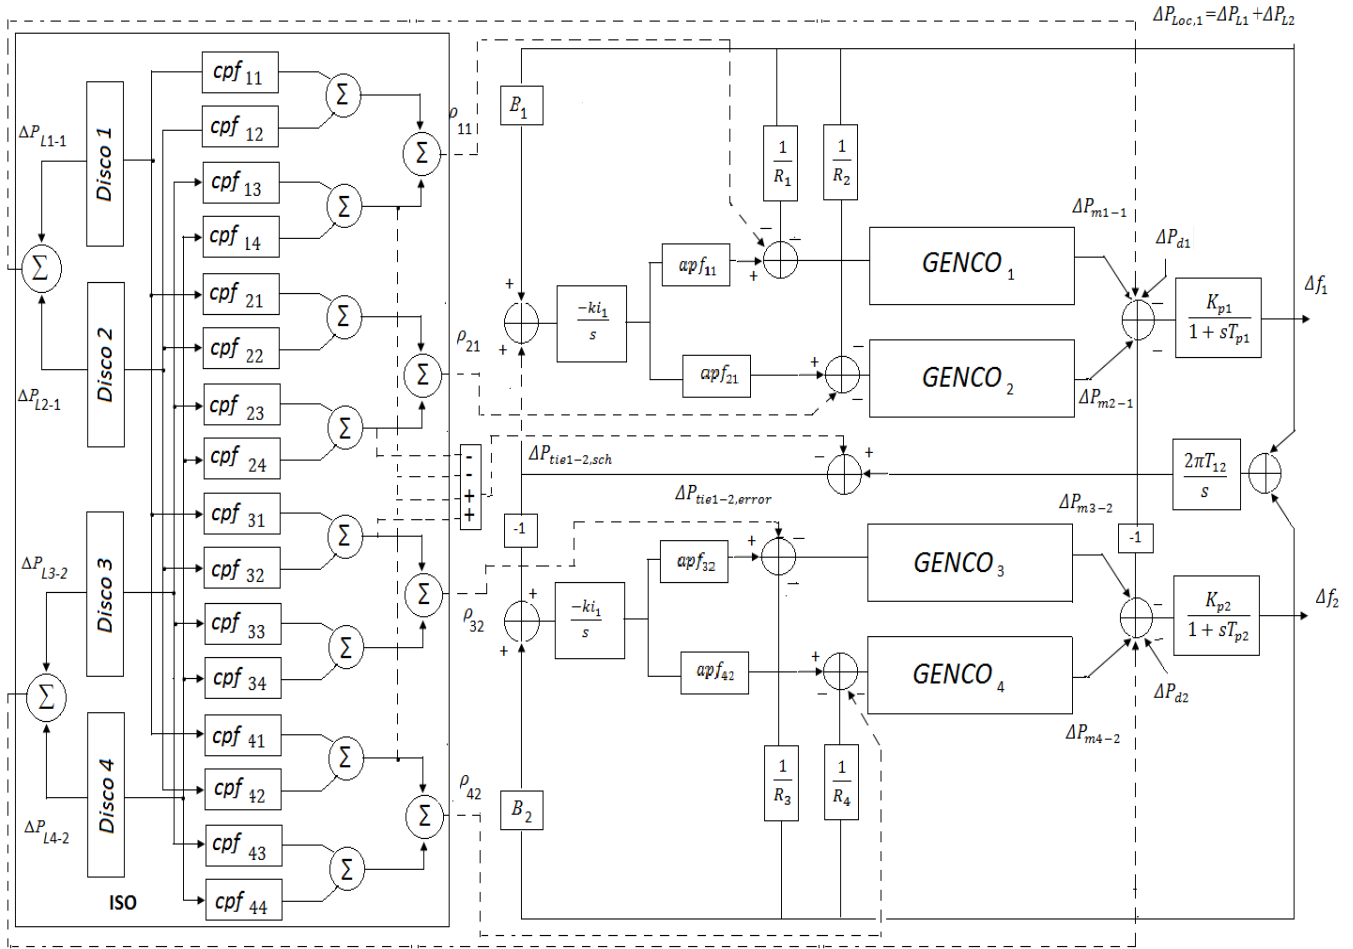 ΔP_{Loc,1}=ΔP_{L1}+ΔP_{L2}
ΔP_{L1-1}
Disco 1
cpf 11
cpf 12
cpf 13
cpf 14
Σ
Σ
Σ
ρ_{11}
Σ
Disco 2
ΔP_{L2-1}
cpf 21
cpf 22
cpf 23
cpf 24
Σ
Σ
Σ
ρ_{21}
ΔP_{L3-2}
Disco 3
cpf 31
cpf 32
cpf 33
cpf 34
Σ
Σ
Σ
ρ_{32}
Σ
Disco 4
ΔP_{L4-2}
cpf 41
cpf 42
cpf 43
cpf 44
Σ
Σ
Σ
ρ_{42}
ISO
-
-
+
+
B_1
1/R_1
1/R_2
+
+
-ki_1/s
apf_{11}
apf_{21}
+
−
−
+
−
−
GENCO 1
GENCO 2
ΔP_{m1-1}
ΔP_{m2-1}
ΔP_{d1}
−
−
K_{p1}/1 + sT_{p1}
Δf_1
ΔP_{tie1-2,sch}
−
+
+
ΔP_{tie1-2,error}
2πT_{12}/s
+
+
-1
-1
+
+
-ki_1/s
apf_{32}
apf_{42}
+
−
−
+
−
−
GENCO 3
GENCO 4
ΔP_{m3-2}
ΔP_{m4-2}
ΔP_{d2}
−
−
K_{p2}/1 + sT_{p2}
Δf_2
B_2
1/R_3
1/R_4